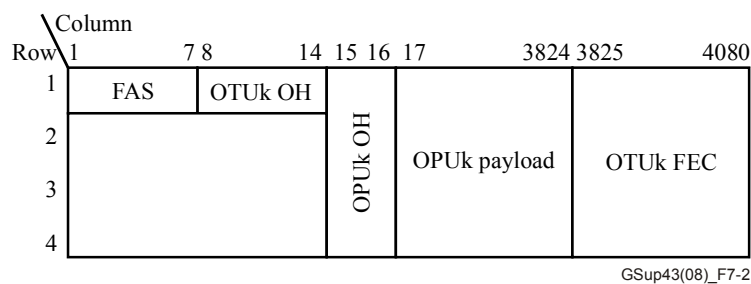 Column
Row 1 7 8 14 15 16 17 3824 3825 4080
1 FAS OTUk OH
2
OPUk OH
OPUk payload OTUk FEC
3
4
GSup43(08)_F7-2